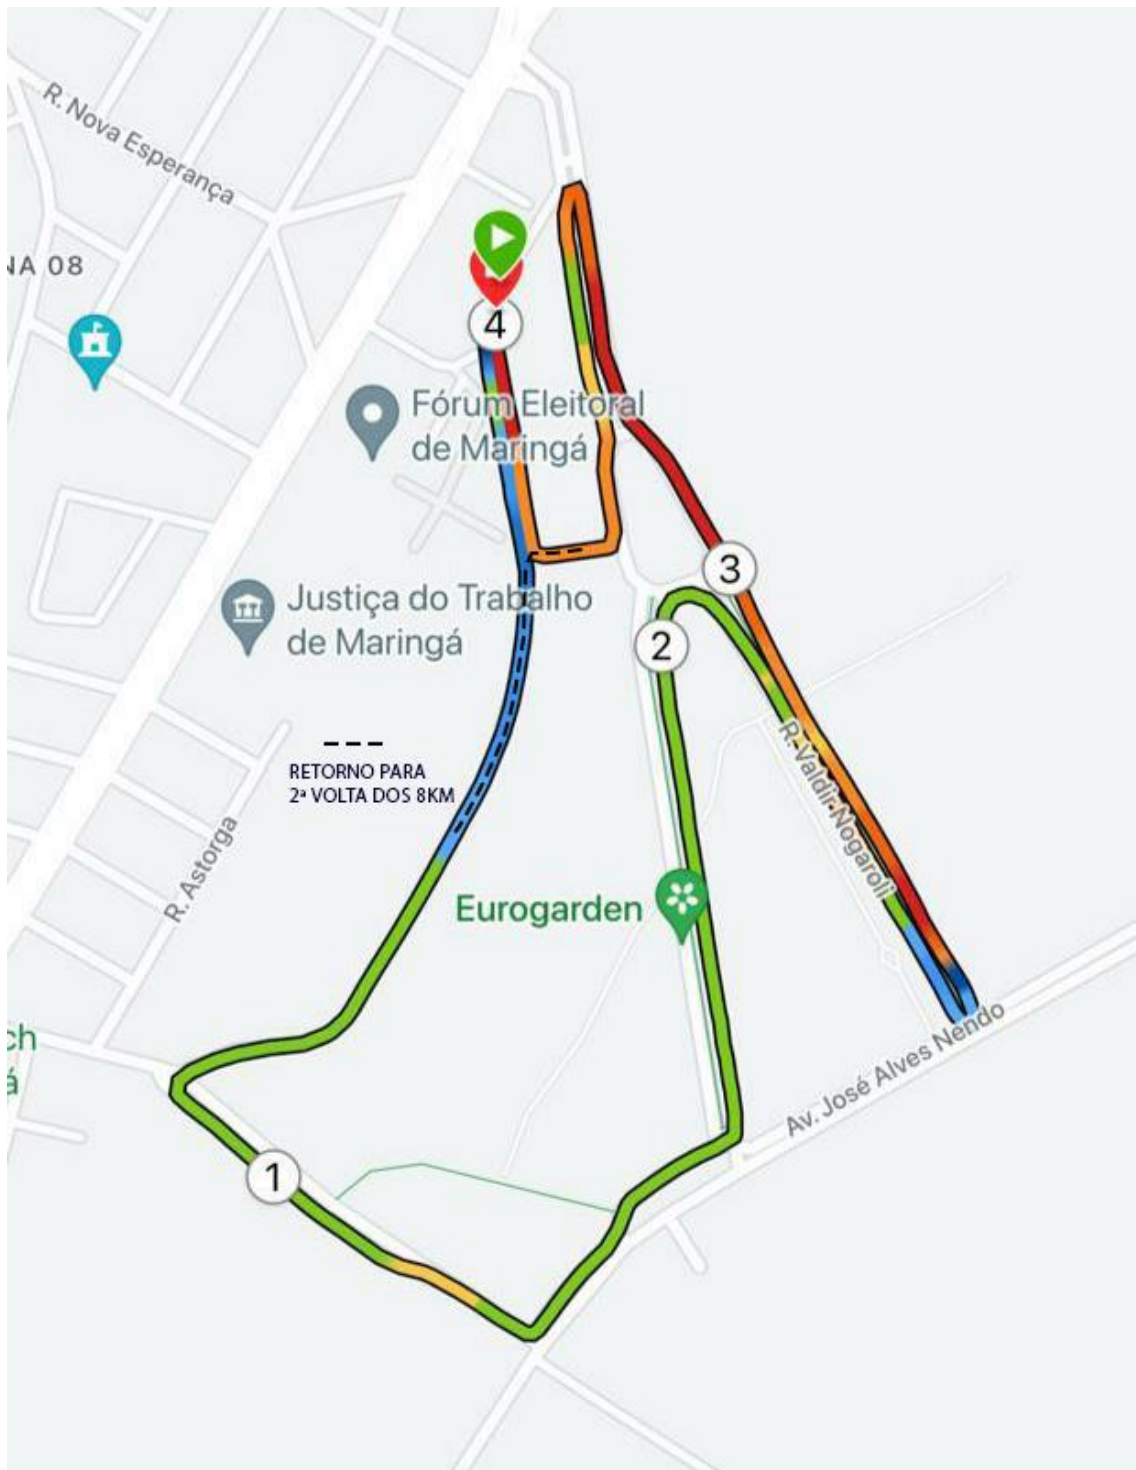 R. Nova Esperança
NA 08
4
Fórum Eleitoral
de Maringá
3
Justiça do Trabalho
de Maringá
2
R. Valdir Nogaroli
RETORNO PARA
2ª VOLTA DOS 8KM
R. Astorga
Eurogarden
Av. José Alves Nendo
ch
á
1